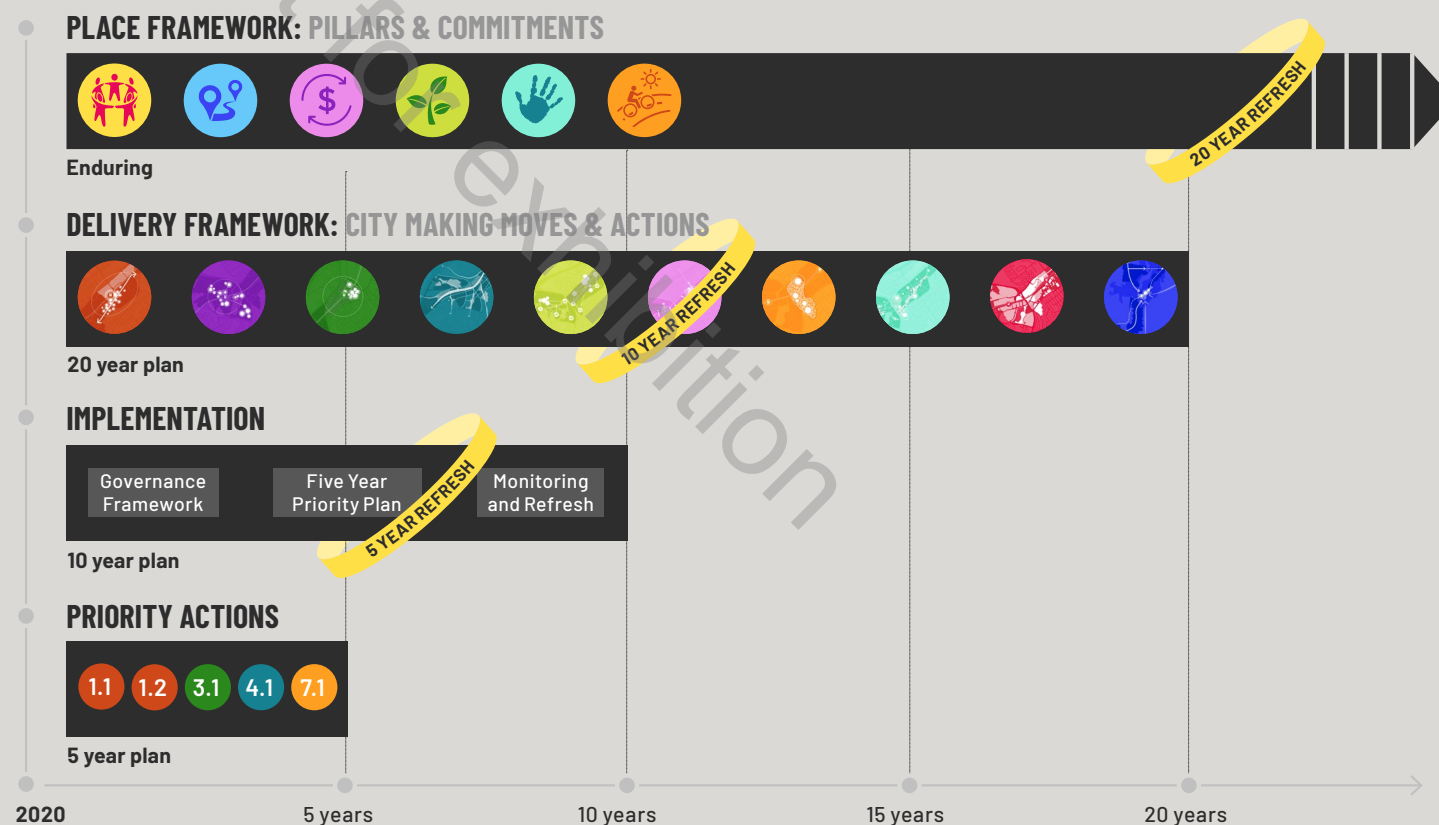 PLACE FRAMEWORK: PILLARS & COMMITMENTS
$
20 YEAR REFRESH
Enduring
DELIVERY FRAMEWORK: CITY MAKING MOVES & ACTIONS
10 YEAR REFRESH
20 year plan
IMPLEMENTATION
Governance
Framework
Five Year
Priority Plan
Monitoring
and Refresh
5 YEAR REFRESH
10 year plan
PRIORITY ACTIONS
1.1 1.2 3.1 4.1 7.1
5 year plan
2020 5 years 10 years 15 years 20 years
for exhibition